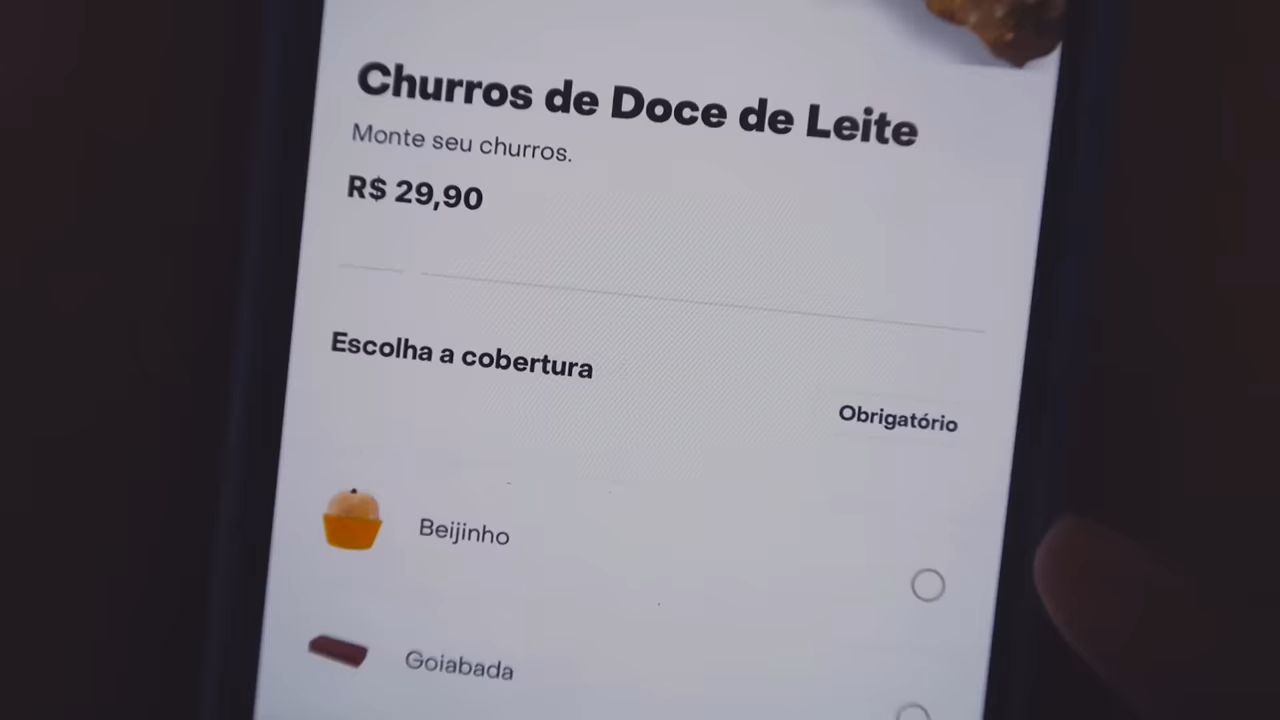 Churros de Doce de Leite
Monte seu churros.
R$ 29,90
Escolha a cobertura
Obrigatório
Beijinho
Goiabada